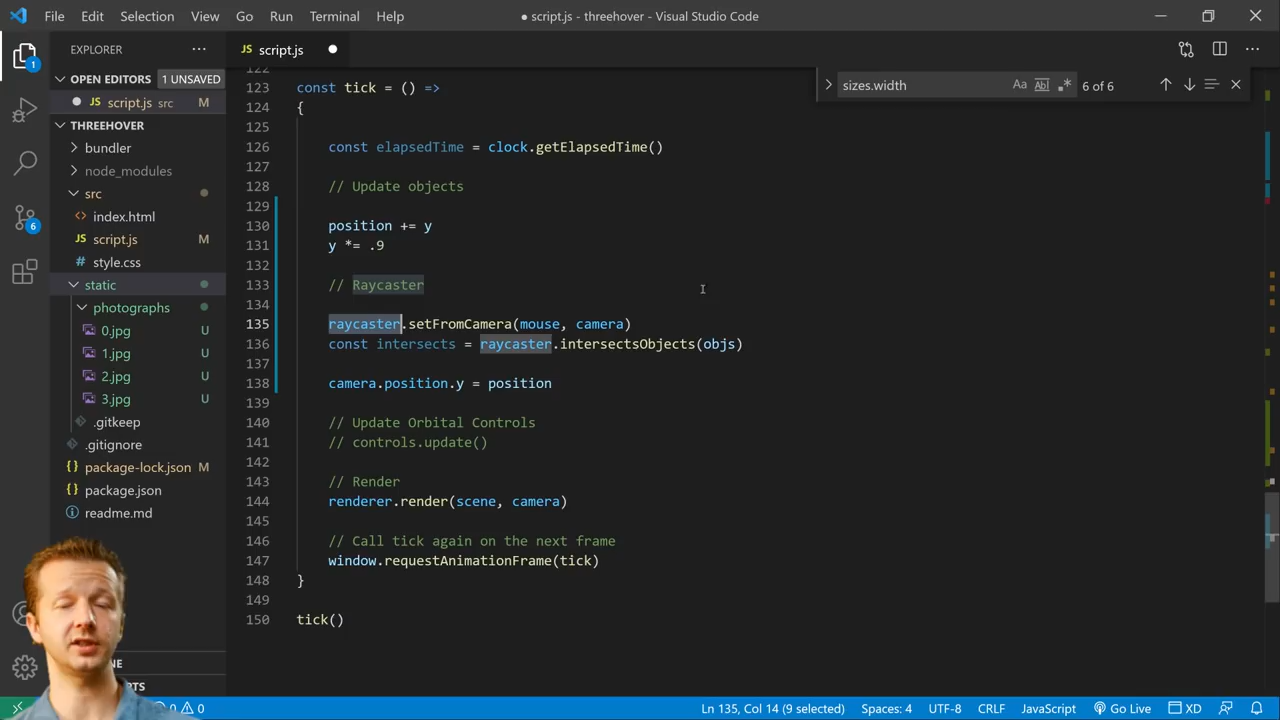 File Edit Selection View Go Run Terminal Help
● script.js - threehover - Visual Studio Code
EXPLORER
JS script.js
OPEN EDITORS 1 UNSAVED
JS script.js src M
THREEHOVER
bundler
node_modules
src
<> index.html
JS script.js M
# style.css
static
photographs
0.jpg U
1.jpg U
2.jpg U
3.jpg U
.gitkeep
.gitignore
{} package-lock.json M
{} package.json
readme.md
1
6
sizes.width Aa Abl 6 of 6
123 const tick = () =>
124 {
125
126 const elapsedTime = clock.getElapsedTime()
127
128 // Update objects
129
130 position += y
131 y *= .9
132
133 // Raycaster
134
135 raycaster.setFromCamera(mouse, camera)
136 const intersects = raycaster.intersectsObjects(objs)
137
138 camera.position.y = position
139
140 // Update Orbital Controls
141 // controls.update()
142
143 // Render
144 renderer.render(scene, camera)
145
146 // Call tick again on the next frame
147 window.requestAnimationFrame(tick)
148 }
149
150 tick()
0 0
Ln 135, Col 14 (9 selected) Spaces: 4 UTF-8 CRLF JavaScript Go Live XD